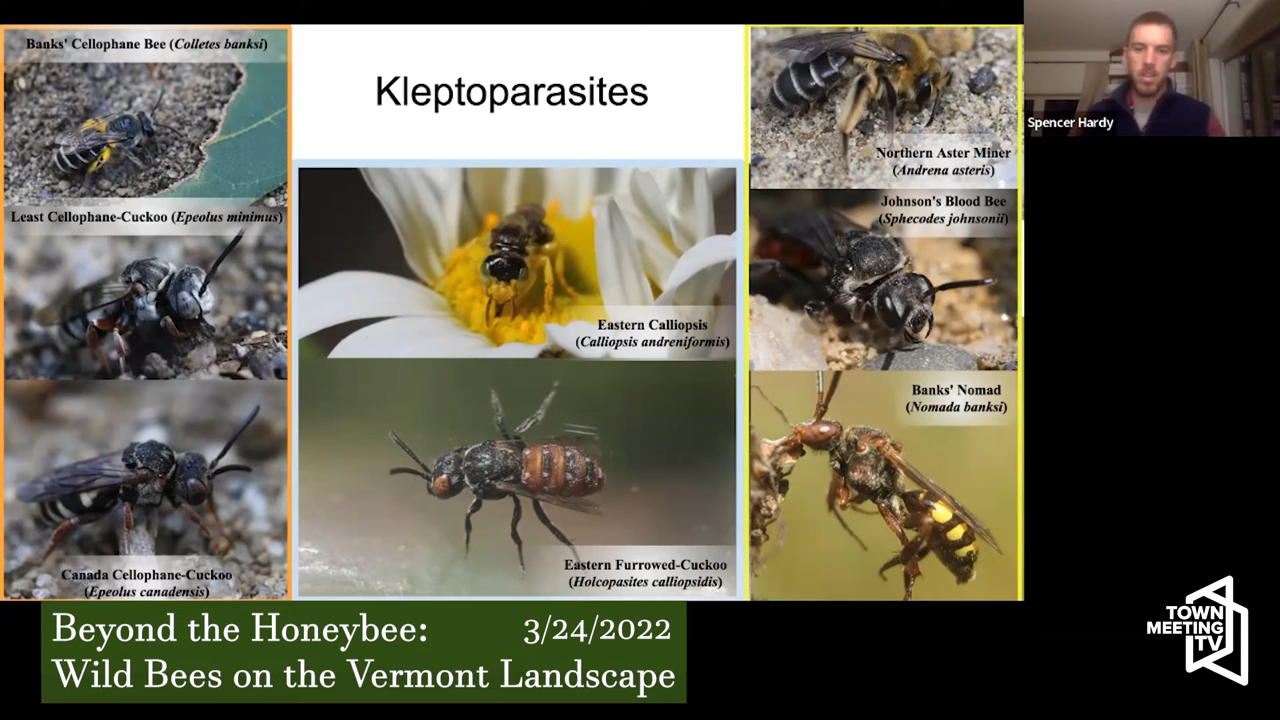 Banks' Cellophane Bee (Colletes banksi)
Least Cellophane-Cuckoo (Epeolus minimus)
Canada Cellophane-Cuckoo
(Epeolus canadensis)
Kleptoparasites
Eastern Calliopsis
(Calliopsis andreniformis)
Eastern Furrowed-Cuckoo
(Holcopasites calliopsidis)
Northern Aster Miner
(Andrena asteris)
Johnson's Blood Bee
(Sphecodes johnsonii)
Banks' Nomad
(Nomada banksi)
Spencer Hardy
Beyond the Honeybee: 3/24/2022
Wild Bees on the Vermont Landscape
TOWN
MEETING
TV